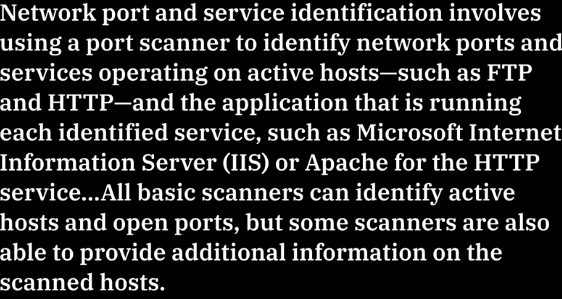 Network port and service identification involves
using a port scanner to identify network ports and
services operating on active hosts—such as FTP
and HTTP—and the application that is running
each identified service, such as Microsoft Internet
Information Server (IIS) or Apache for the HTTP
service...All basic scanners can identify active
hosts and open ports, but some scanners are also
able to provide additional information on the
scanned hosts.